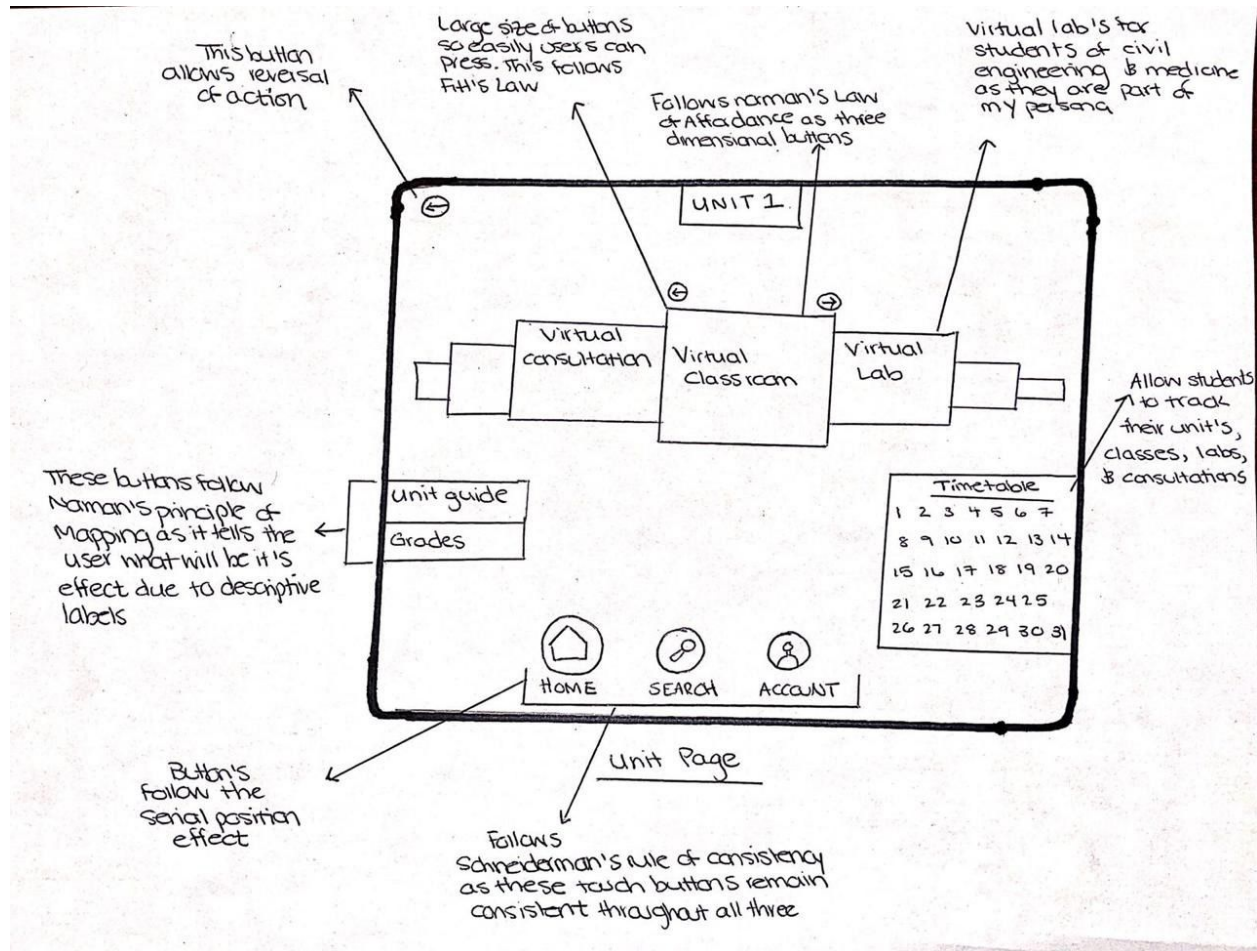 This button
allows reversal
of action
Large size of buttons
so easily users can
press. This follows
Fitt's Law
Follows norman's Law
of Affordance as three
dimensional buttons
Virtual lab's for
students of civil
engineering & medicine
as they are part of
my persona
UNIT 1
Virtual
consultation
Virtual
Classroom
Virtual
Lab
Allow students
to track
their unit's,
classes, labs,
& consultations
These buttons follow
Norman's principle of
Mapping as it tells the
user what will be it's
effect due to descriptive
labels
unit guide
Grades
Timetable
1 2 3 4 5 6 7
8 9 10 11 12 13 14
15 16 17 18 19 20
21 22 23 24 25
26 27 28 29 30 31
HOME SEARCH ACCOUNT
Unit Page
Button's
Follow the
serial position
effect
Follows
Schneiderman's rule of consistency
as these touch buttons remain
consistent throughout all three